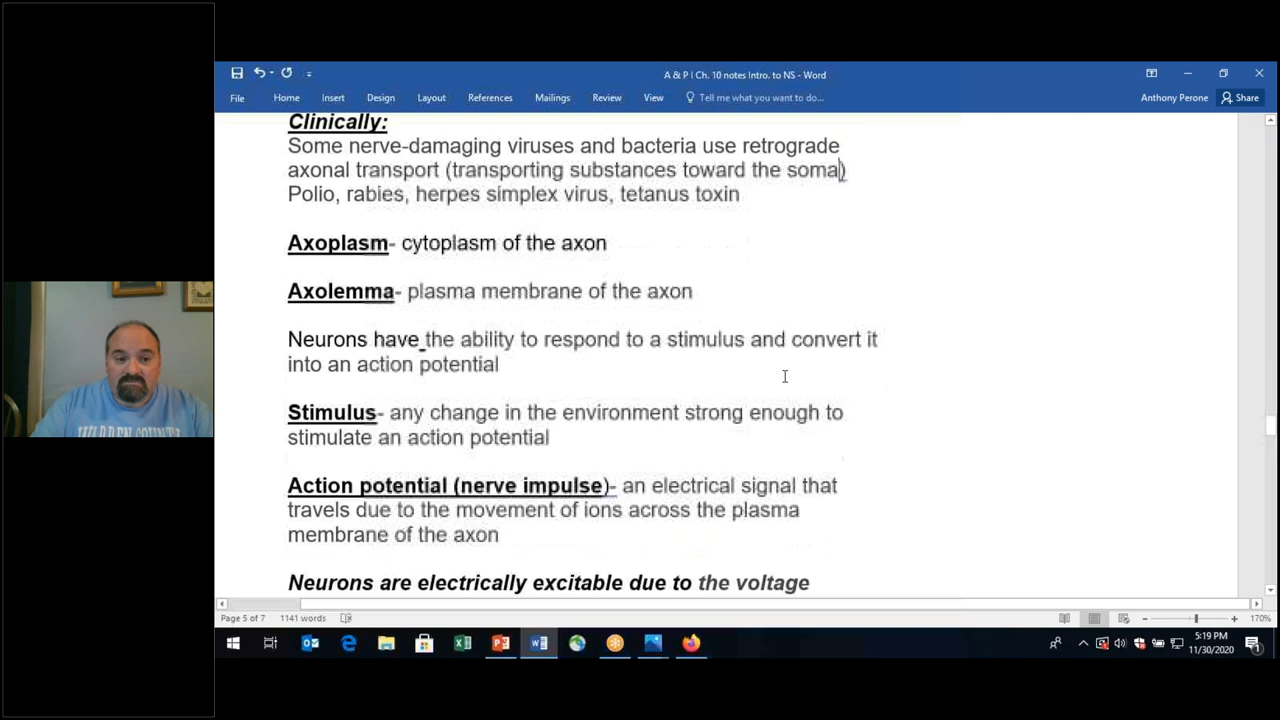 A & P I Ch. 10 notes Intro. to NS - Word
File Home Insert Design Layout References Mailings Review View Tell me what you want to do... Anthony Perone Share
Clinically:
Some nerve-damaging viruses and bacteria use retrograde
axonal transport (transporting substances toward the soma)
Polio, rabies, herpes simplex virus, tetanus toxin
Axoplasm- cytoplasm of the axon
Axolemma- plasma membrane of the axon
Neurons have the ability to respond to a stimulus and convert it
into an action potential
Stimulus- any change in the environment strong enough to
stimulate an action potential
Action potential (nerve impulse)- an electrical signal that
travels due to the movement of ions across the plasma
membrane of the axon
Neurons are electrically excitable due to the voltage
Page 5 of 7 1141 words 170%
5:19 PM
11/30/2020